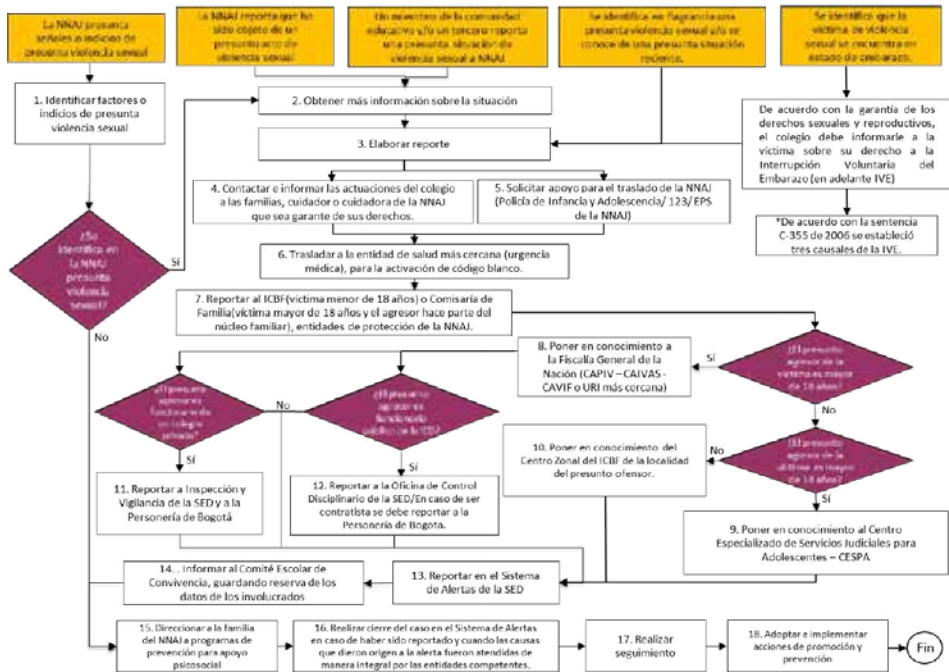 La NNAJ presenta
señales o indicios de
presunta violencia sexual
La NNAJ reporta que ha
sido objeto de un
presunto acto de
violencia sexual
Un miembro de la comunidad
educativa y/o un tercero reporta
una presunta situación de
violencia sexual a NNAJ
Se identifica en flagrancia una
presunta violencia sexual y/o se
conoce de una presunta situación
reciente.
Se identifica que la
víctima de violencia
sexual se encuentra en
estado de embarazo.
1. Identificar factores o
indicios de presunta
violencia sexual
2. Obtener más información sobre la situación
3. Elaborar reporte
De acuerdo con la garantía de los
derechos sexuales y reproductivos,
el colegio debe informarle a la
víctima sobre su derecho a la
Interrupción Voluntaria del
Embarazo (en adelante IVE)
4. Contactar e informar las actuaciones del colegio
a las familias, cuidador o cuidadora de la NNAJ
que sea garante de sus derechos.
5. Solicitar apoyo para el traslado de la NNAJ
(Policía de Infancia y Adolescencia/ 123/ EPS
de la NNAJ)
*De acuerdo con la sentencia
C-355 de 2006 se estableció
tres causales de la IVE.
¿Se
identifica en
la NNAJ
presunta
violencia
sexual?
Sí
No
6. Trasladar a la entidad de salud más cercana (urgencia
médica), para la activación de código blanco.
7. Reportar al ICBF(víctima menor de 18 años) o Comisaría de
Familia(víctima mayor de 18 años y el agresor hace parte del
núcleo familiar), entidades de protección de la NNAJ.
8. Poner en conocimiento a
la Fiscalía General de la
Nación (CAPIV – CAIVAS -
CAVIF o URI más cercana)
Sí
¿El presunto
agresor de la
víctima es mayor
de 18 años?
No
¿El presunto
agresor es
funcionario de
un colegio
privado?
No
¿El presunto
agresor es
funcionario
público en la IED?
Sí
Sí
10. Poner en conocimiento del
Centro Zonal del ICBF de la localidad
del presunto ofensor.
No
¿El presunto
agresor de la
víctima es mayor
de 18 años?
Sí
11. Reportar a Inspección y
Vigilancia de la SED y a la
Personería de Bogotá
12. Reportar a la Oficina de Control
Disciplinario de la SED/En caso de ser
contratista se debe reportar a la
Personería de Bogota.
9. Poner en conocimiento al Centro
Especializado de Servicios Judiciales para
Adolescentes – CESPA
14. . Informar al Comité Escolar de
Convivencia, guardando reserva de los
datos de los involucrados
13. Reportar en el Sistema
de Alertas de la SED
15. Direccionar a la familia
del NNAJ a programas de
prevención para apoyo
psicosocial
16. Realizar cierre del caso en el Sistema de Alertas
en caso de haber sido reportado y cuando las causas
que dieron origen a la alerta fueron atendidas de
manera integral por las entidades competentes.
17. Realizar
seguimiento
18. Adoptar e implementar
acciones de promoción y
prevención
Fin